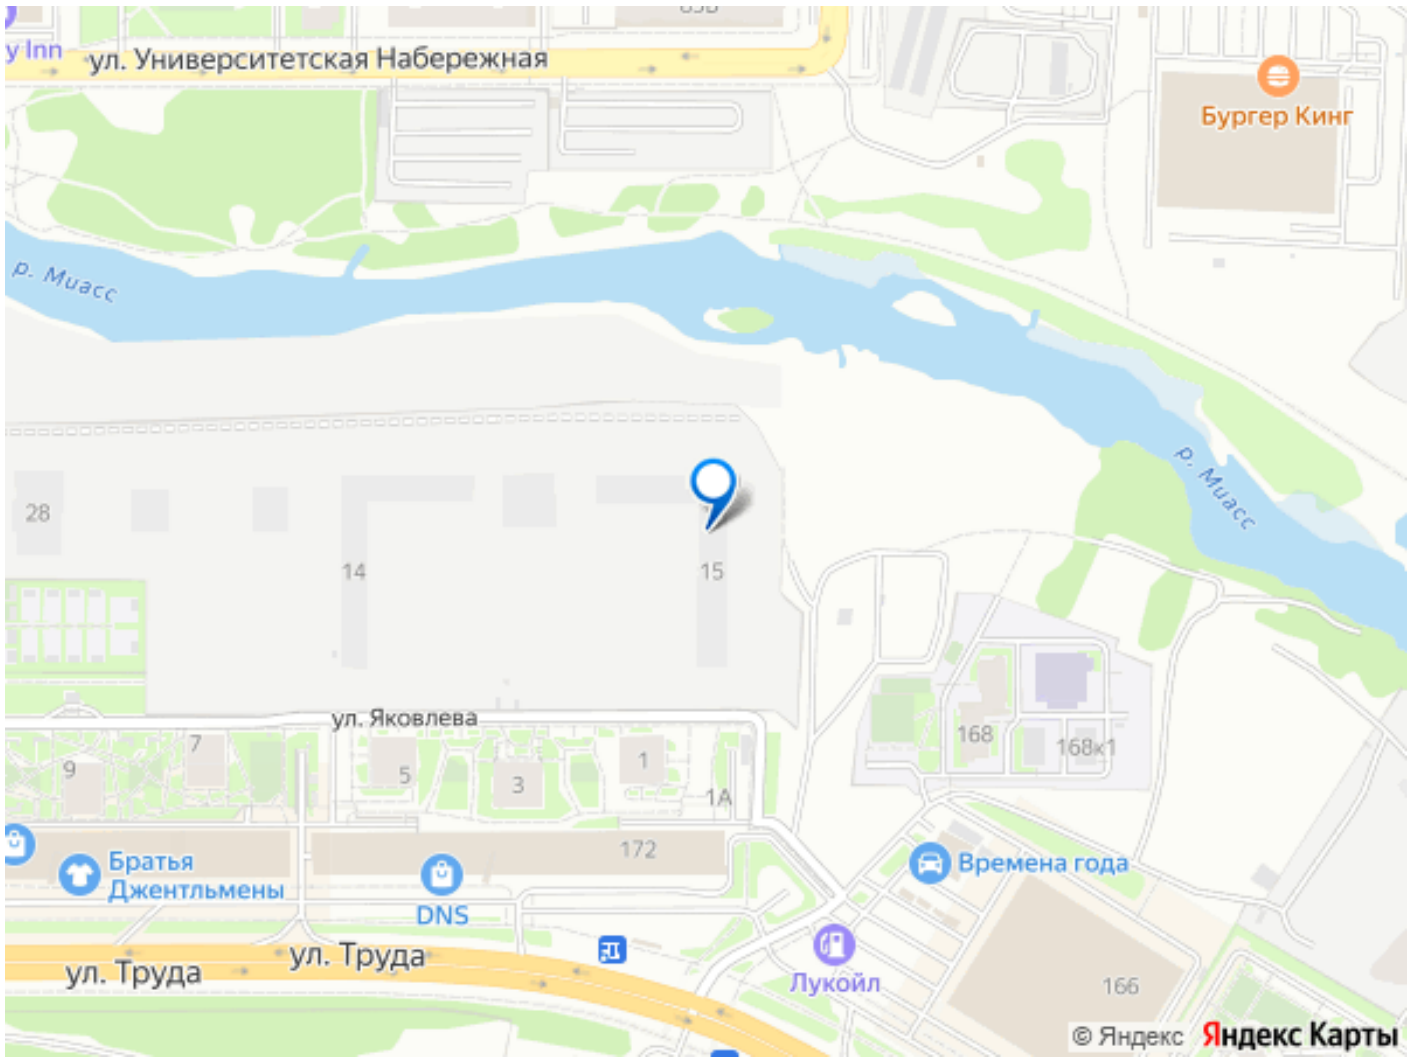 y Inn
ул. Университетская Набережная
Бургер Кинг
р. Миасс
р. Миасс
28
14
15
ул. Яковлева
7
9
5
3
1
1А
168
168к1
172
Братья
Джентльмены
DNS
Времена года
ул. Труда
ул. Труда
Лукойл
166
© Яндекс Яндекс Карты